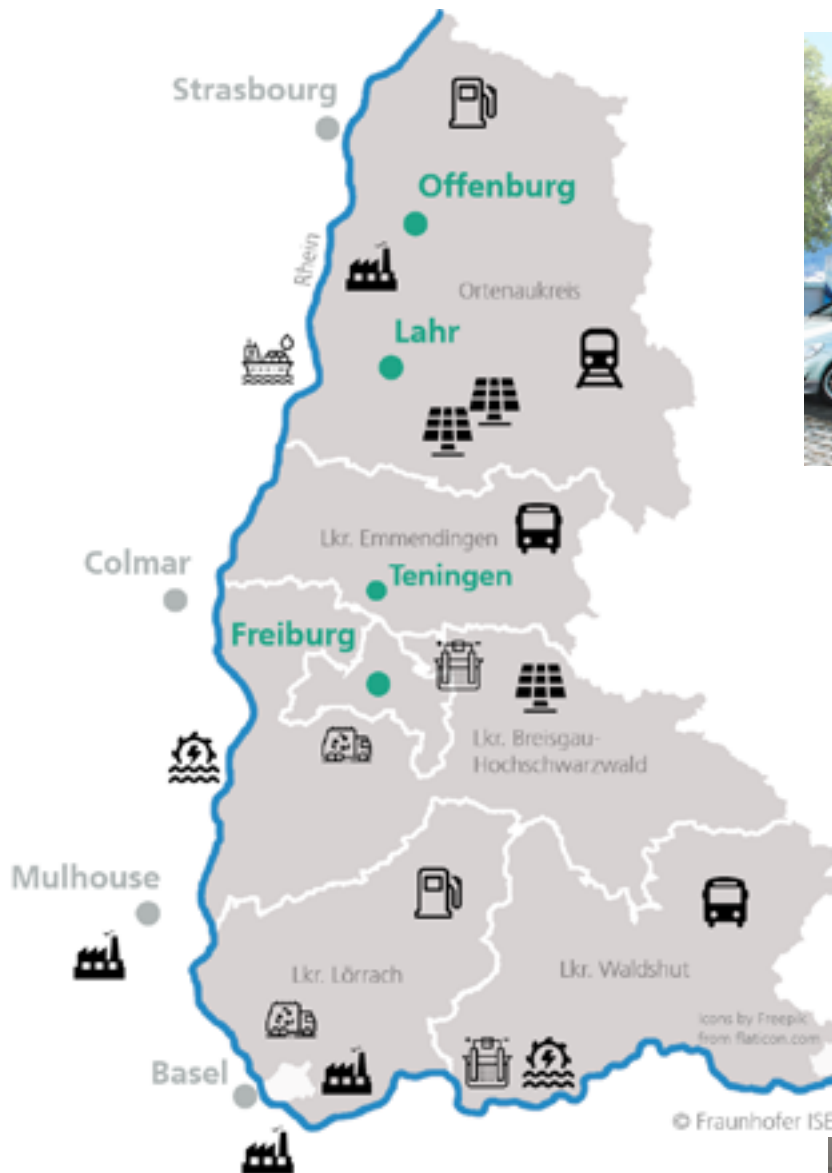 Strasbourg
Offenburg
Rhein
Ortenaukreis
Lahr
Lkr. Emmendingen
Colmar
Teningen
Freiburg
Lkr. Breisgau-
Hochschwarzwald
Mulhouse
Lkr. Waldshut
Lkr. Lörrach
Icons by Freepik
from flaticon.com
Basel
© Fraunhofer ISE